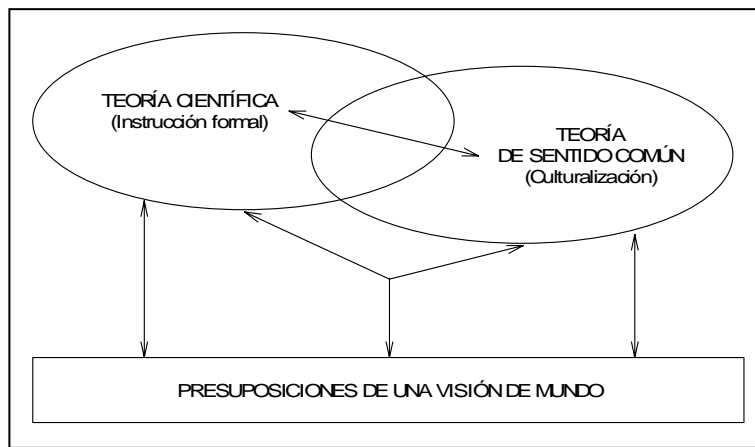 TEORÍA CIENTÍFICA
(Instrucción formal)
TEORÍA
DE SENTIDO COMÚN
(Culturalización)
PRESUPOSICIONES DE UNA VISIÓN DE MUNDO